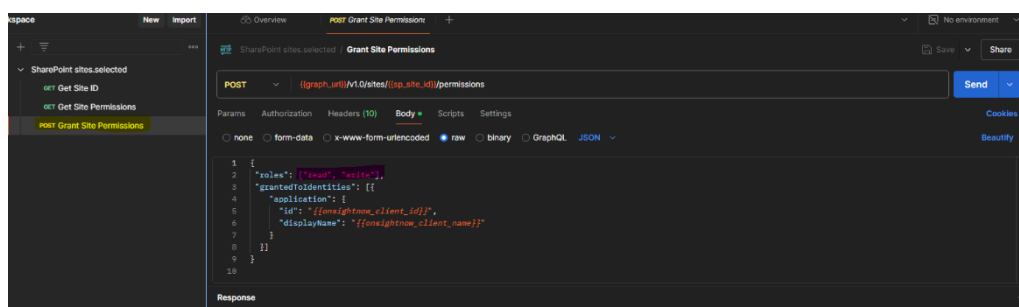 kspace New Import Overview POST Grant Site Permissions No environment
SharePoint sites.selected / Grant Site Permissions Save Share
SharePoint sites.selected
GET Get Site ID
GET Get Site Permissions
POST Grant Site Permissions
POST {{graph_url}}/v1.0/sites/{{sp_site_id}}/permissions Send
Params Authorization Headers (10) Body Scripts Settings Cookies
none form-data x-www-form-urlencoded raw binary GraphQL JSON Beautify
1 {
2 "roles": ["read", "write"],
3 "grantedToIdentities": [{
4 "application": {
5 "id": "{{onsightnow_client_id}}",
6 "displayName": "{{onsightnow_client_name}}"
7 }
8 }]
9 }
10
Response